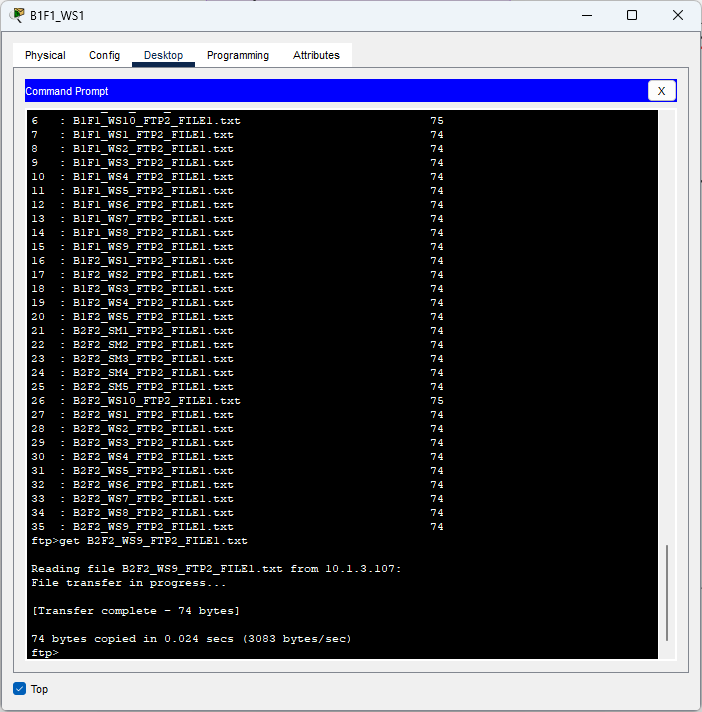 B1F1_WS1
Physical Config Desktop Programming Attributes
Command Prompt X
6 : B1F1_WS10_FTP2_FILE1.txt 75
7 : B1F1_WS1_FTP2_FILE1.txt 74
8 : B1F1_WS2_FTP2_FILE1.txt 74
9 : B1F1_WS3_FTP2_FILE1.txt 74
10 : B1F1_WS4_FTP2_FILE1.txt 74
11 : B1F1_WS5_FTP2_FILE1.txt 74
12 : B1F1_WS6_FTP2_FILE1.txt 74
13 : B1F1_WS7_FTP2_FILE1.txt 74
14 : B1F1_WS8_FTP2_FILE1.txt 74
15 : B1F1_WS9_FTP2_FILE1.txt 74
16 : B1F2_WS1_FTP2_FILE1.txt 74
17 : B1F2_WS2_FTP2_FILE1.txt 74
18 : B1F2_WS3_FTP2_FILE1.txt 74
19 : B1F2_WS4_FTP2_FILE1.txt 74
20 : B1F2_WS5_FTP2_FILE1.txt 74
21 : B2F2_SM1_FTP2_FILE1.txt 74
22 : B2F2_SM2_FTP2_FILE1.txt 74
23 : B2F2_SM3_FTP2_FILE1.txt 74
24 : B2F2_SM4_FTP2_FILE1.txt 74
25 : B2F2_SM5_FTP2_FILE1.txt 74
26 : B2F2_WS10_FTP2_FILE1.txt 75
27 : B2F2_WS1_FTP2_FILE1.txt 74
28 : B2F2_WS2_FTP2_FILE1.txt 74
29 : B2F2_WS3_FTP2_FILE1.txt 74
30 : B2F2_WS4_FTP2_FILE1.txt 74
31 : B2F2_WS5_FTP2_FILE1.txt 74
32 : B2F2_WS6_FTP2_FILE1.txt 74
33 : B2F2_WS7_FTP2_FILE1.txt 74
34 : B2F2_WS8_FTP2_FILE1.txt 74
35 : B2F2_WS9_FTP2_FILE1.txt 74
ftp>get B2F2_WS9_FTP2_FILE1.txt
Reading file B2F2_WS9_FTP2_FILE1.txt from 10.1.3.107:
File transfer in progress...
[Transfer complete - 74 bytes]
74 bytes copied in 0.024 secs (3083 bytes/sec)
ftp>
Top